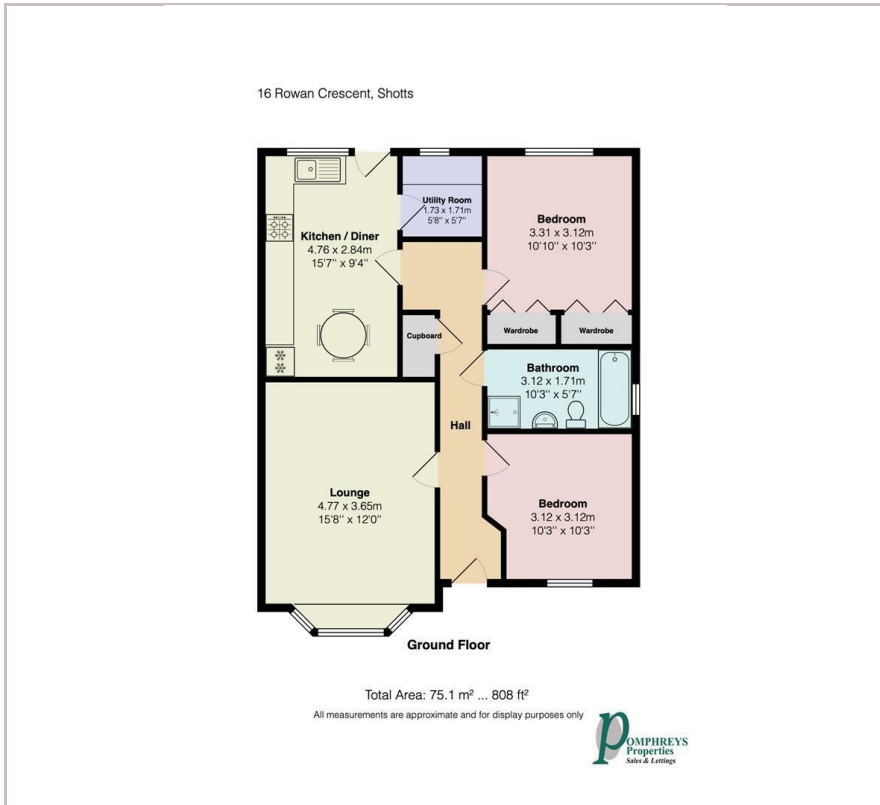 16 Rowan Crescent, Shotts
Utility Room
1.73 x 1.71m
5'8'' x 5'7''
Bedroom
3.31 x 3.12m
10'10'' x 10'3''
Kitchen / Diner
4.76 x 2.84m
15'7'' x 9'4''
Wardrobe
Wardrobe
Cupboard
Bathroom
3.12 x 1.71m
10'3'' x 5'7''
Hall
Lounge
4.77 x 3.65m
15'8'' x 12'0''
Bedroom
3.12 x 3.12m
10'3'' x 10'3''
Ground Floor
Total Area: 75.1 m² ... 808 ft²
All measurements are approximate and for display purposes only
POMPHREYS
Properties
Sales & Lettings